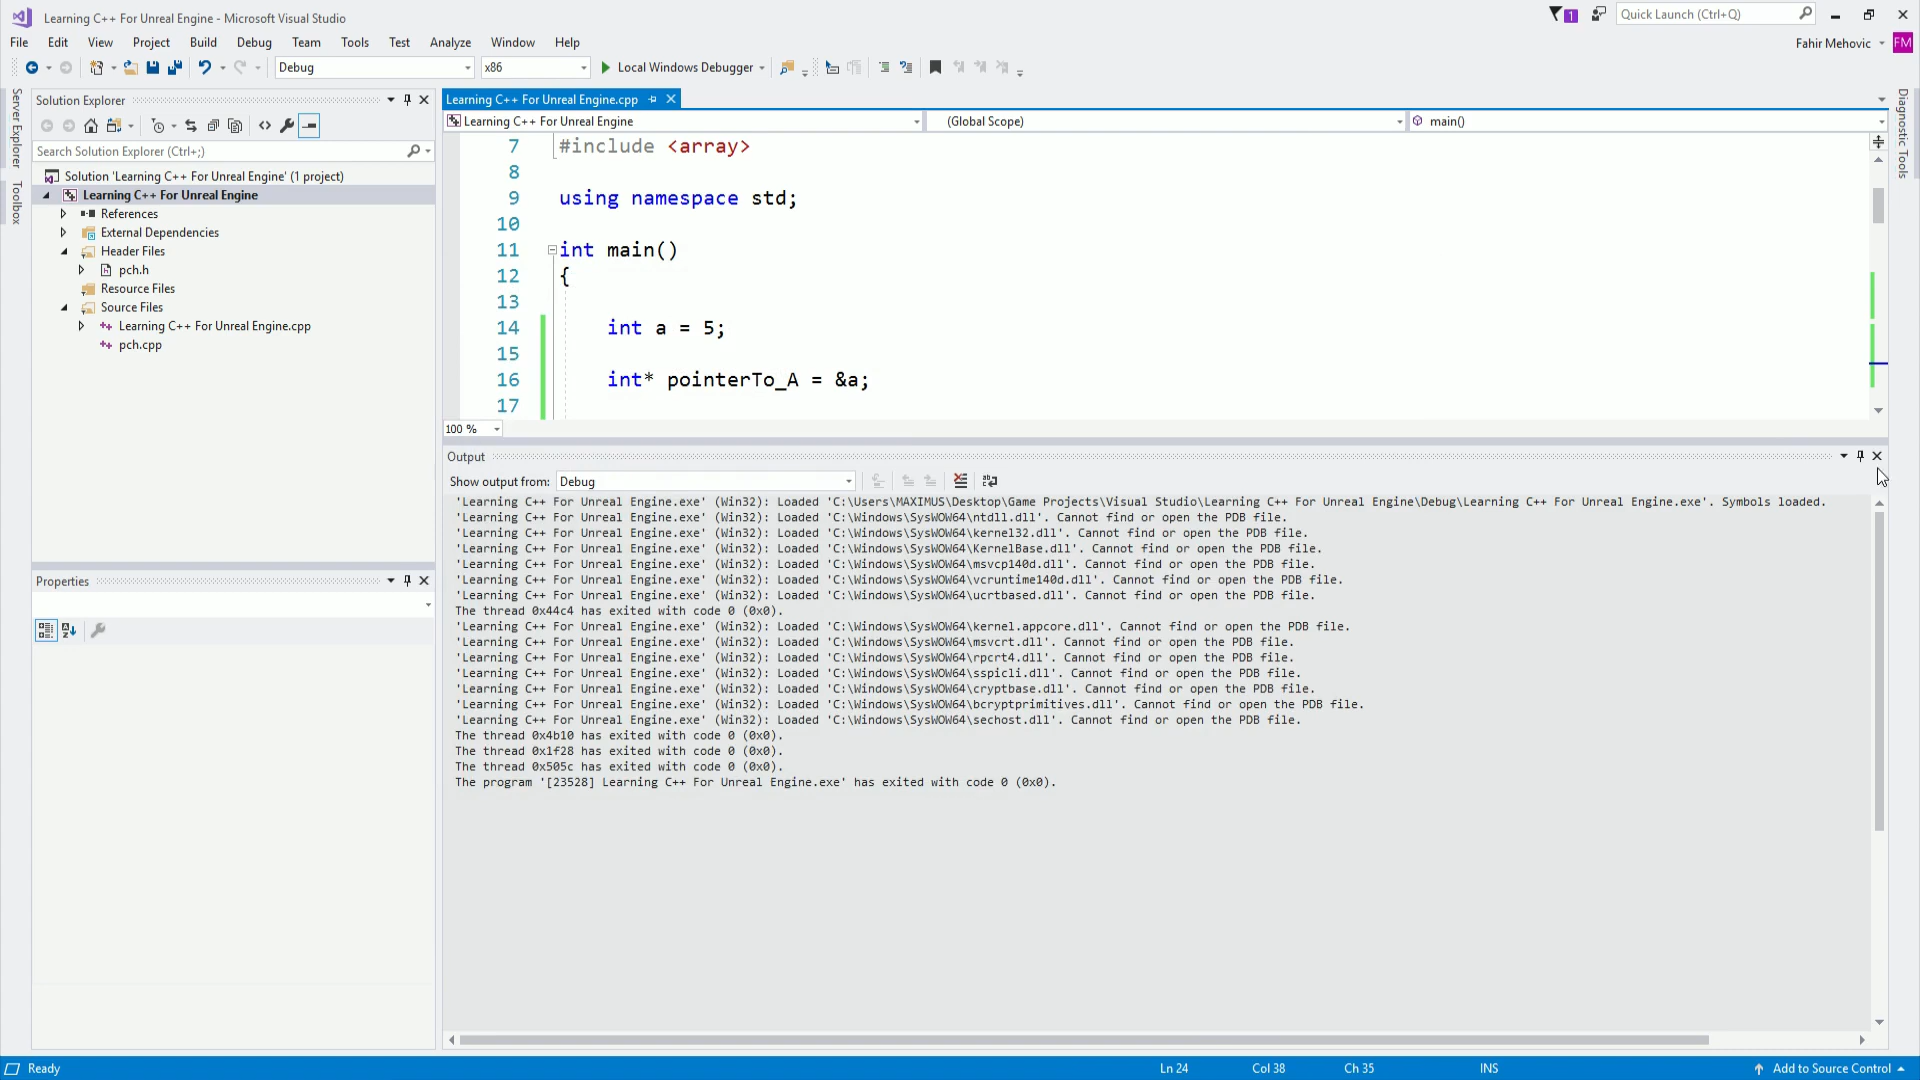 Learning C++ For Unreal Engine - Microsoft Visual Studio
1
Quick Launch (Ctrl+Q)
File Edit View Project Build Debug Team Tools Test Analyze Window Help
Fahir Mehovic FM
Debug x86 Local Windows Debugger
Server Explorer
Toolbox
Solution Explorer
Search Solution Explorer (Ctrl+;)
Solution 'Learning C++ For Unreal Engine' (1 project)
Learning C++ For Unreal Engine
References
External Dependencies
Header Files
pch.h
Resource Files
Source Files
Learning C++ For Unreal Engine.cpp
pch.cpp
Properties
Learning C++ For Unreal Engine.cpp
Learning C++ For Unreal Engine (Global Scope) main()
7 #include <array>
8
9 using namespace std;
10
11 int main()
12 {
13
14 int a = 5;
15
16 int* pointerTo_A = &a;
17
100 %
Output
Show output from: Debug
'Learning C++ For Unreal Engine.exe' (Win32): Loaded 'C:\Users\MAXIMUS\Desktop\Game Projects\Visual Studio\Learning C++ For Unreal Engine\Debug\Learning C++ For Unreal Engine.exe'. Symbols loaded.
'Learning C++ For Unreal Engine.exe' (Win32): Loaded 'C:\Windows\SysWOW64\ntdll.dll'. Cannot find or open the PDB file.
'Learning C++ For Unreal Engine.exe' (Win32): Loaded 'C:\Windows\SysWOW64\kernel32.dll'. Cannot find or open the PDB file.
'Learning C++ For Unreal Engine.exe' (Win32): Loaded 'C:\Windows\SysWOW64\KernelBase.dll'. Cannot find or open the PDB file.
'Learning C++ For Unreal Engine.exe' (Win32): Loaded 'C:\Windows\SysWOW64\msvcp140d.dll'. Cannot find or open the PDB file.
'Learning C++ For Unreal Engine.exe' (Win32): Loaded 'C:\Windows\SysWOW64\vcruntime140d.dll'. Cannot find or open the PDB file.
'Learning C++ For Unreal Engine.exe' (Win32): Loaded 'C:\Windows\SysWOW64\ucrtbased.dll'. Cannot find or open the PDB file.
The thread 0x44c4 has exited with code 0 (0x0).
'Learning C++ For Unreal Engine.exe' (Win32): Loaded 'C:\Windows\SysWOW64\kernel.appcore.dll'. Cannot find or open the PDB file.
'Learning C++ For Unreal Engine.exe' (Win32): Loaded 'C:\Windows\SysWOW64\msvcrt.dll'. Cannot find or open the PDB file.
'Learning C++ For Unreal Engine.exe' (Win32): Loaded 'C:\Windows\SysWOW64\rpcrt4.dll'. Cannot find or open the PDB file.
'Learning C++ For Unreal Engine.exe' (Win32): Loaded 'C:\Windows\SysWOW64\sspicli.dll'. Cannot find or open the PDB file.
'Learning C++ For Unreal Engine.exe' (Win32): Loaded 'C:\Windows\SysWOW64\cryptbase.dll'. Cannot find or open the PDB file.
'Learning C++ For Unreal Engine.exe' (Win32): Loaded 'C:\Windows\SysWOW64\bcryptprimitives.dll'. Cannot find or open the PDB file.
'Learning C++ For Unreal Engine.exe' (Win32): Loaded 'C:\Windows\SysWOW64\sechost.dll'. Cannot find or open the PDB file.
The thread 0x4b10 has exited with code 0 (0x0).
The thread 0x1f28 has exited with code 0 (0x0).
The thread 0x505c has exited with code 0 (0x0).
The program '[23528] Learning C++ For Unreal Engine.exe' has exited with code 0 (0x0).
Diagnostic Tools
Ready Ln 24 Col 38 Ch 35 INS Add to Source Control